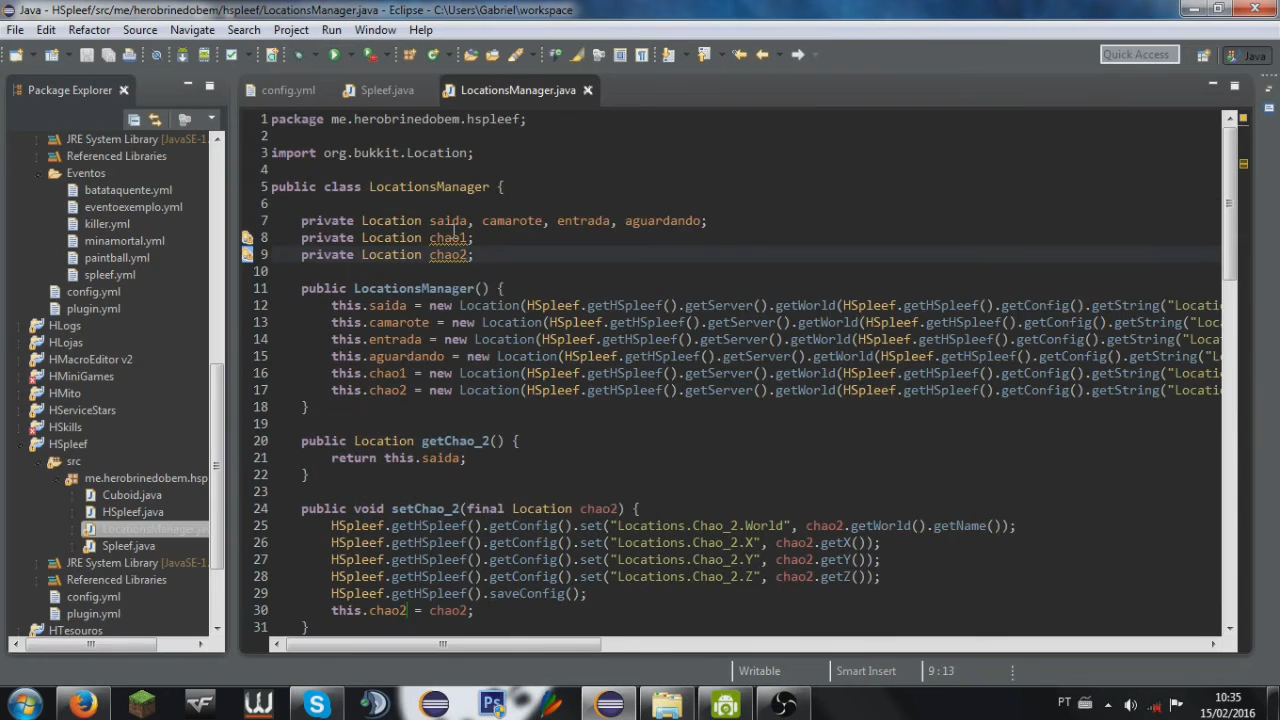 Java - HSpleef/src/me/herobrinedobem/hspleef/LocationsManager.java - Eclipse - C:\Users\Gabriel\workspace
File Edit Refactor Source Navigate Search Project Run Window Help
Quick Access
Java
Package Explorer
config.yml
Spleef.java
LocationsManager.java
JRE System Library [JavaSE-1.
Referenced Libraries
Eventos
batataquente.yml
eventoexemplo.yml
killer.yml
minamortal.yml
paintball.yml
spleef.yml
config.yml
plugin.yml
HLogs
HLojas
HMacroEditor v2
HMiniGames
HMito
HServiceStars
HSkills
HSpleef
src
me.herobrinedobem.hsp
Cuboid.java
HSpleef.java
Spleef.java
JRE System Library [JavaSE-1.
Referenced Libraries
config.yml
plugin.yml
HTesouros
1 package me.herobrinedobem.hspleef;
2
3 import org.bukkit.Location;
4
5 public class LocationsManager {
6
7 private Location saida, camarote, entrada, aguardando;
8 private Location chao1;
9 private Location chao2;
10
11 public LocationsManager() {
12 this.saida = new Location(HSpleef.getHSpleef().getServer().getWorld(HSpleef.getHSpleef().getConfig().getString("Locati
13 this.camarote = new Location(HSpleef.getHSpleef().getServer().getWorld(HSpleef.getHSpleef().getConfig().getString("Loca
14 this.entrada = new Location(HSpleef.getHSpleef().getServer().getWorld(HSpleef.getHSpleef().getConfig().getString("Locat
15 this.aguardando = new Location(HSpleef.getHSpleef().getServer().getWorld(HSpleef.getHSpleef().getConfig().getString("L
16 this.chao1 = new Location(HSpleef.getHSpleef().getServer().getWorld(HSpleef.getHSpleef().getConfig().getString("Locati
17 this.chao2 = new Location(HSpleef.getHSpleef().getServer().getWorld(HSpleef.getHSpleef().getConfig().getString("Locati
18 }
19
20 public Location getChao_2() {
21 return this.saida;
22 }
23
24 public void setChao_2(final Location chao2) {
25 HSpleef.getHSpleef().getConfig().set("Locations.Chao_2.World", chao2.getWorld().getName());
26 HSpleef.getHSpleef().getConfig().set("Locations.Chao_2.X", chao2.getX());
27 HSpleef.getHSpleef().getConfig().set("Locations.Chao_2.Y", chao2.getY());
28 HSpleef.getHSpleef().getConfig().set("Locations.Chao_2.Z", chao2.getZ());
29 HSpleef.getHSpleef().saveConfig();
30 this.chao2 = chao2;
31 }
Writable
Smart Insert
9 : 13
PT
10:35
15/02/2016